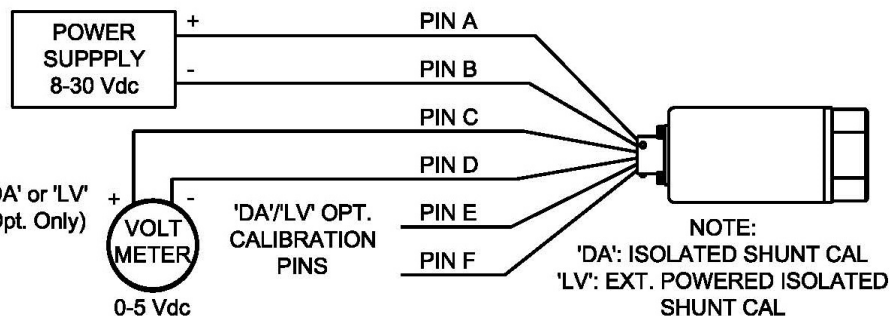 POWER
SUPPPLY
8-30 Vdc
+
-
PIN A
PIN B
PIN C
PIN D
PIN E
PIN F
DA' or 'LV'
Opt. Only)
+
-
VOLT
METER
0-5 Vdc
'DA'/'LV' OPT.
CALIBRATION
PINS
NOTE:
'DA': ISOLATED SHUNT CAL
'LV': EXT. POWERED ISOLATED
SHUNT CAL